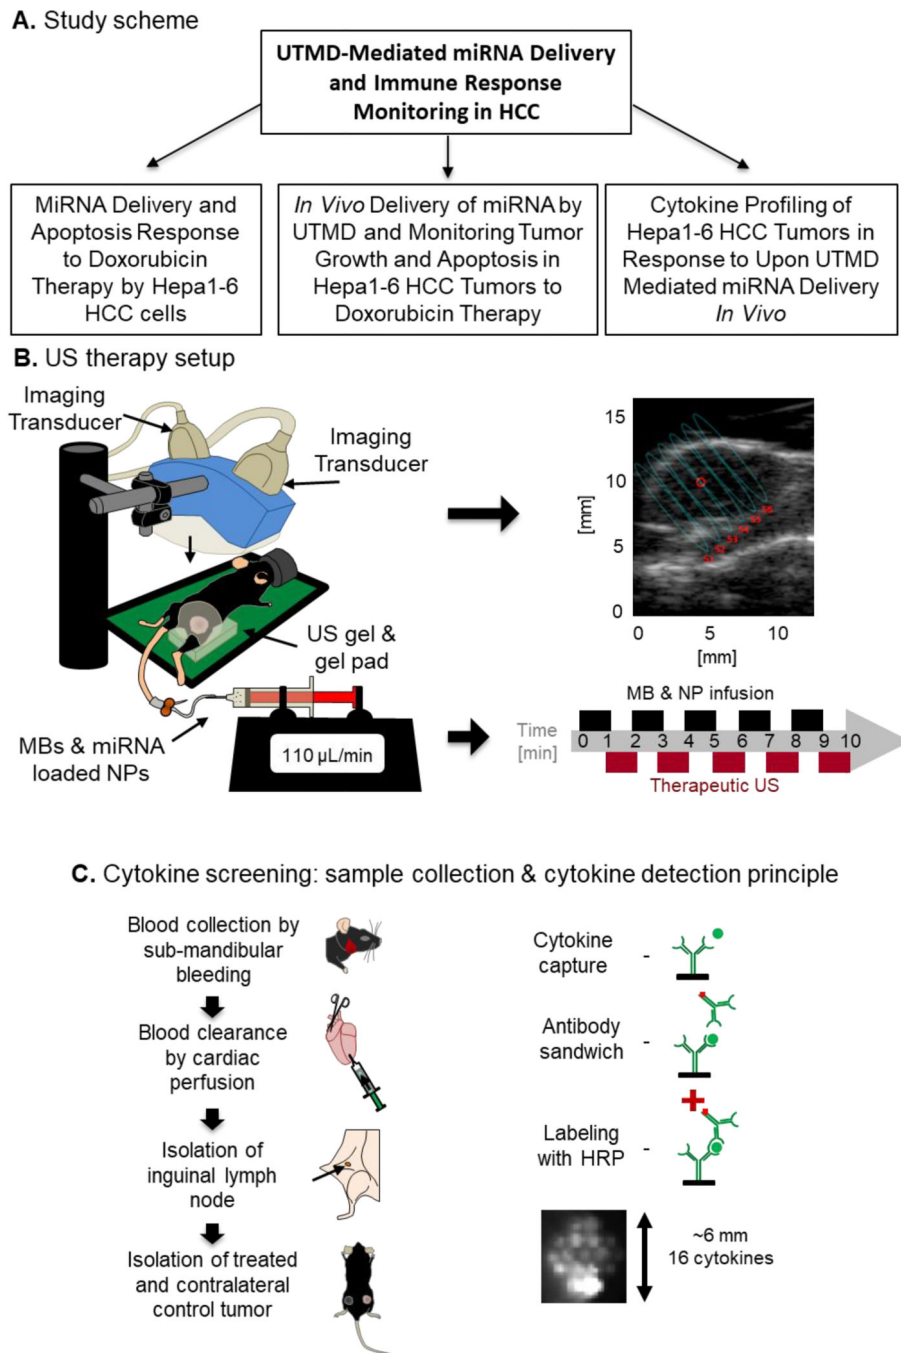 A. Study scheme
UTMD-Mediated miRNA Delivery
and Immune Response
Monitoring in HCC
MiRNA Delivery and
Apoptosis Response
to Doxorubicin
Therapy by Hepa1-6
HCC cells
In Vivo Delivery of miRNA by
UTMD and Monitoring Tumor
Growth and Apoptosis in
Hepa1-6 HCC Tumors to
Doxorubicin Therapy
Cytokine Profiling of
Hepa1-6 HCC Tumors in
Response to Upon UTMD
Mediated miRNA Delivery
In Vivo
B. US therapy setup
Imaging
Transducer
Imaging
Transducer
US gel &
gel pad
MBs & miRNA
loaded NPs
110 µL/min
15
10
5
0
[mm]
0 5 10
[mm]
S1
S2
S3
S4
S5
S6
MB & NP infusion
Time
[min]
0 1 2 3 4 5 6 7 8 9 10
Therapeutic US
C. Cytokine screening: sample collection & cytokine detection principle
Blood collection by
sub-mandibular
bleeding
Blood clearance
by cardiac
perfusion
Isolation of
inguinal lymph
node
Isolation of treated
and contralateral
control tumor
Cytokine
capture
-
Antibody
sandwich
-
Labeling
with HRP
-
~6 mm
16 cytokines